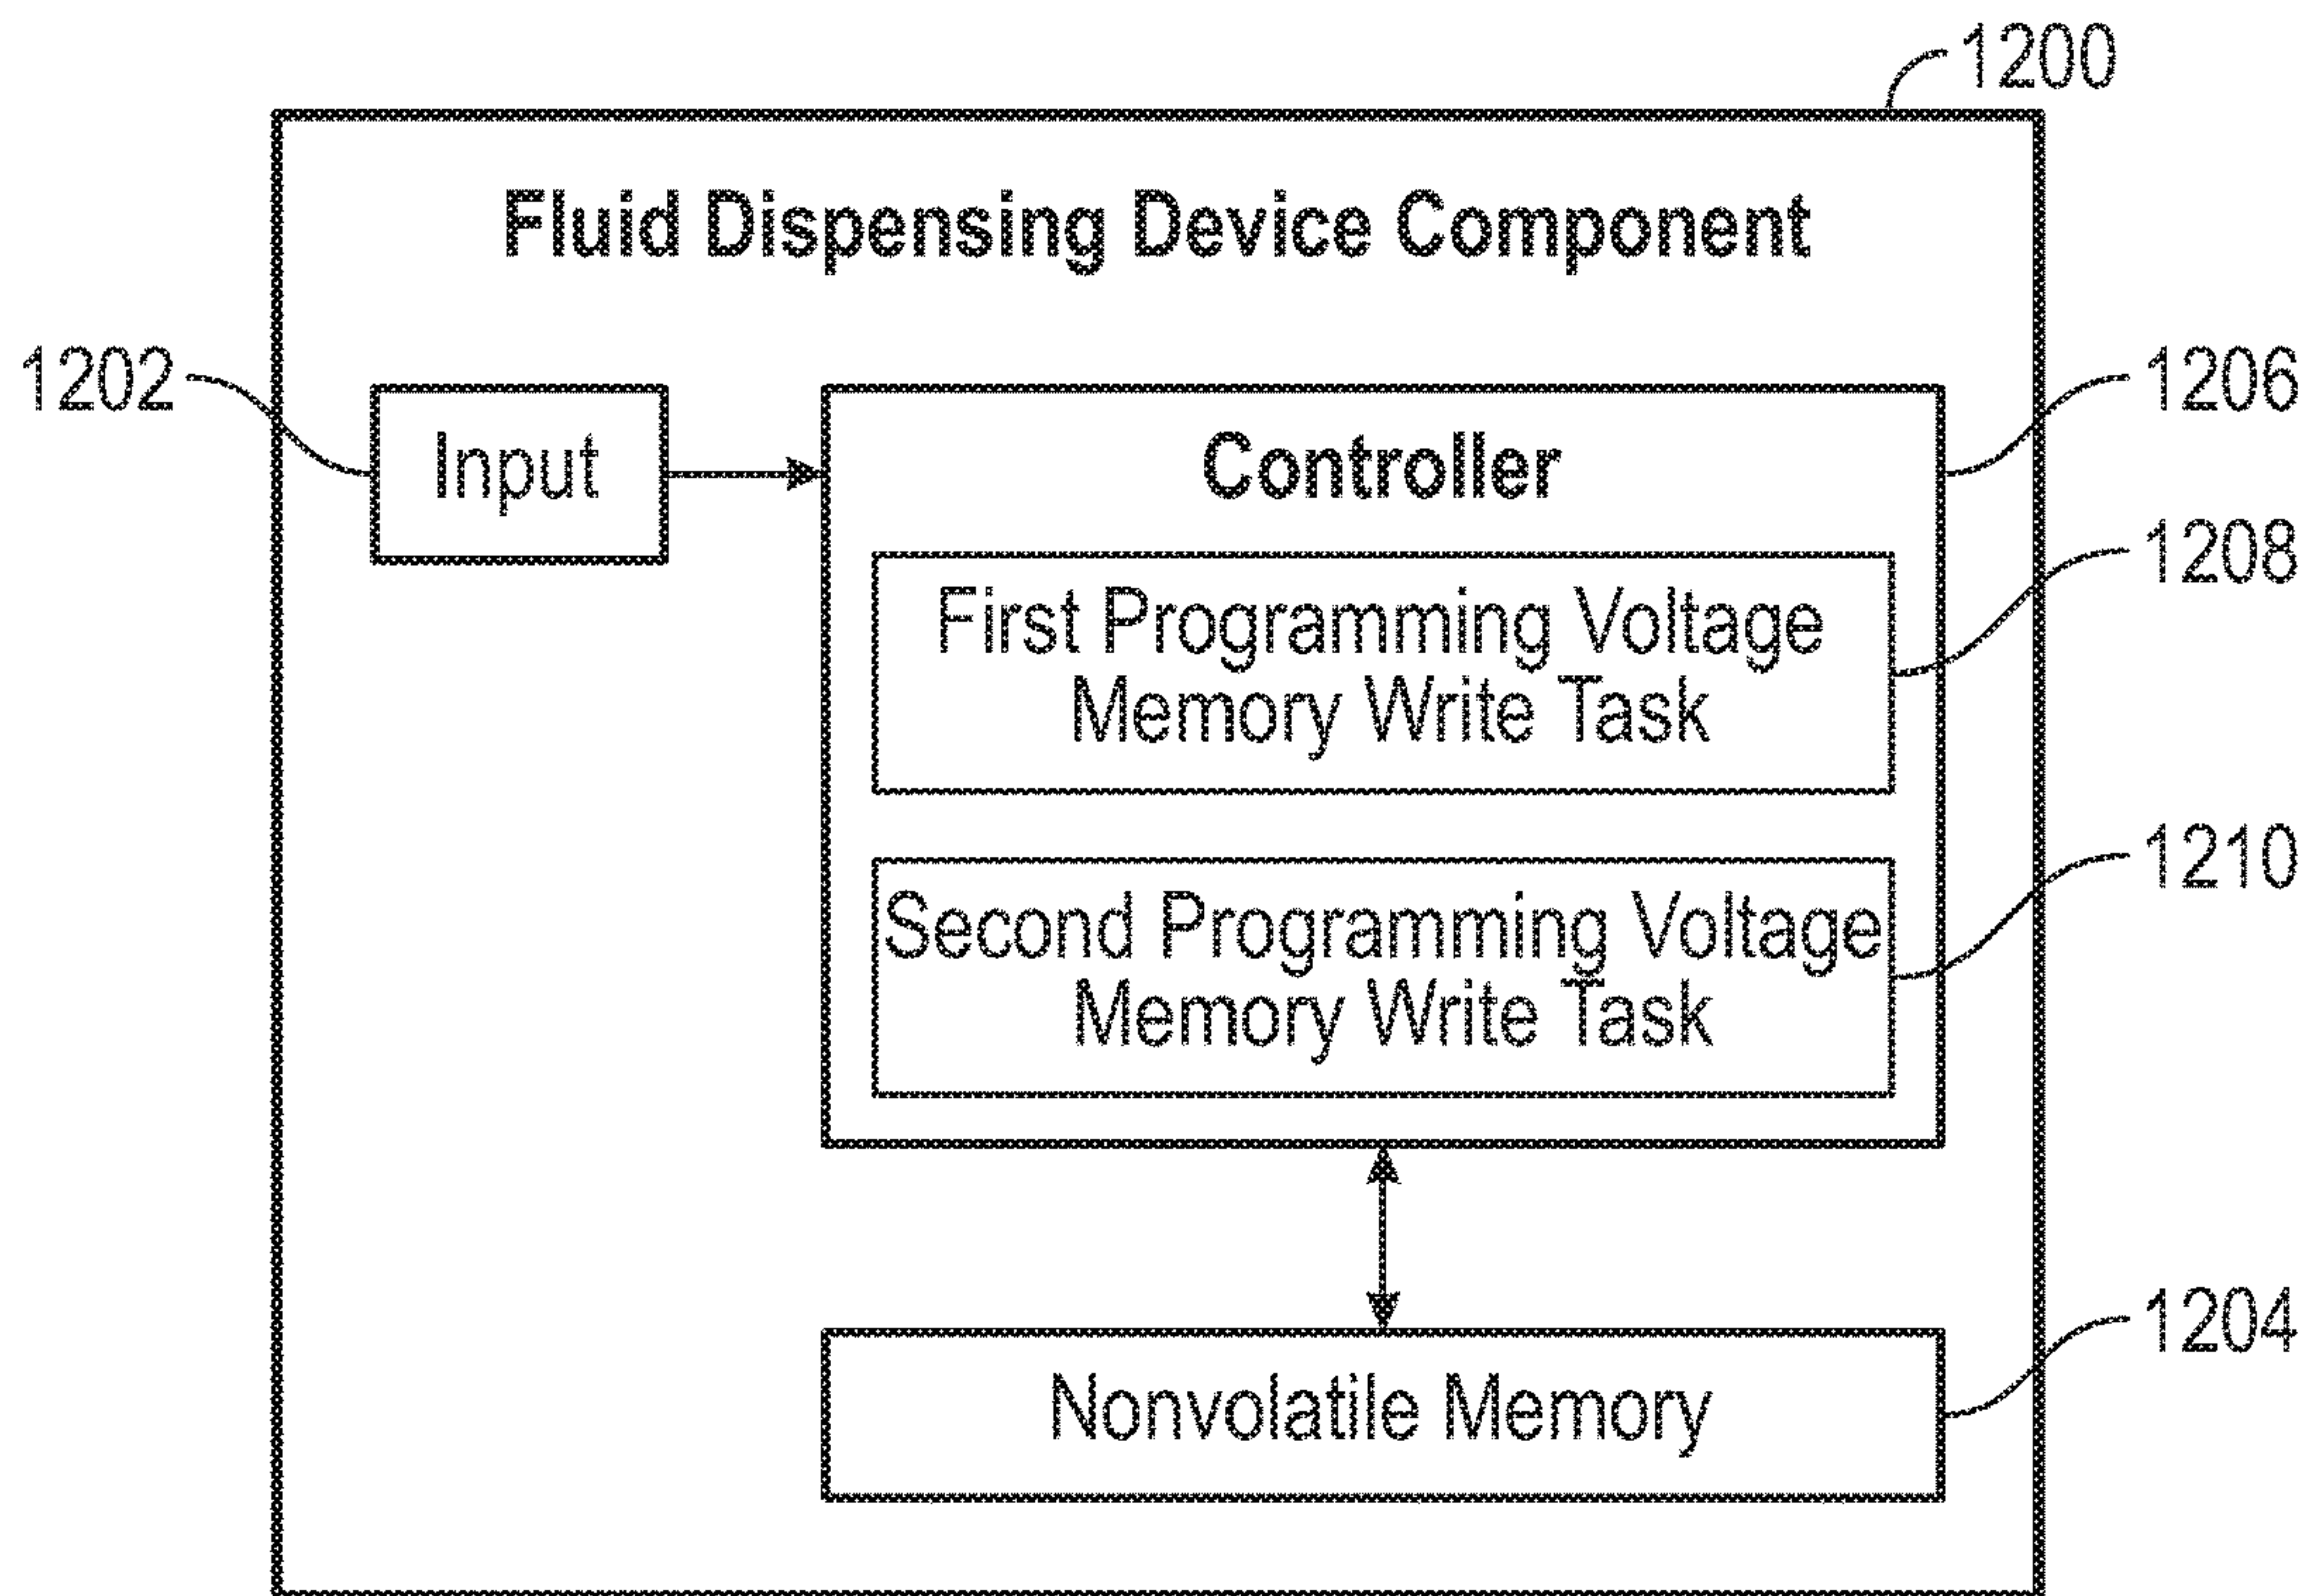 1200
Fluid Dispensing Device Component
1202
Input
Controller
1206
First Programming Voltage
Memory Write Task
1208
Second Programming Voltage
Memory Write Task
1210
Nonvolatile Memory
1204